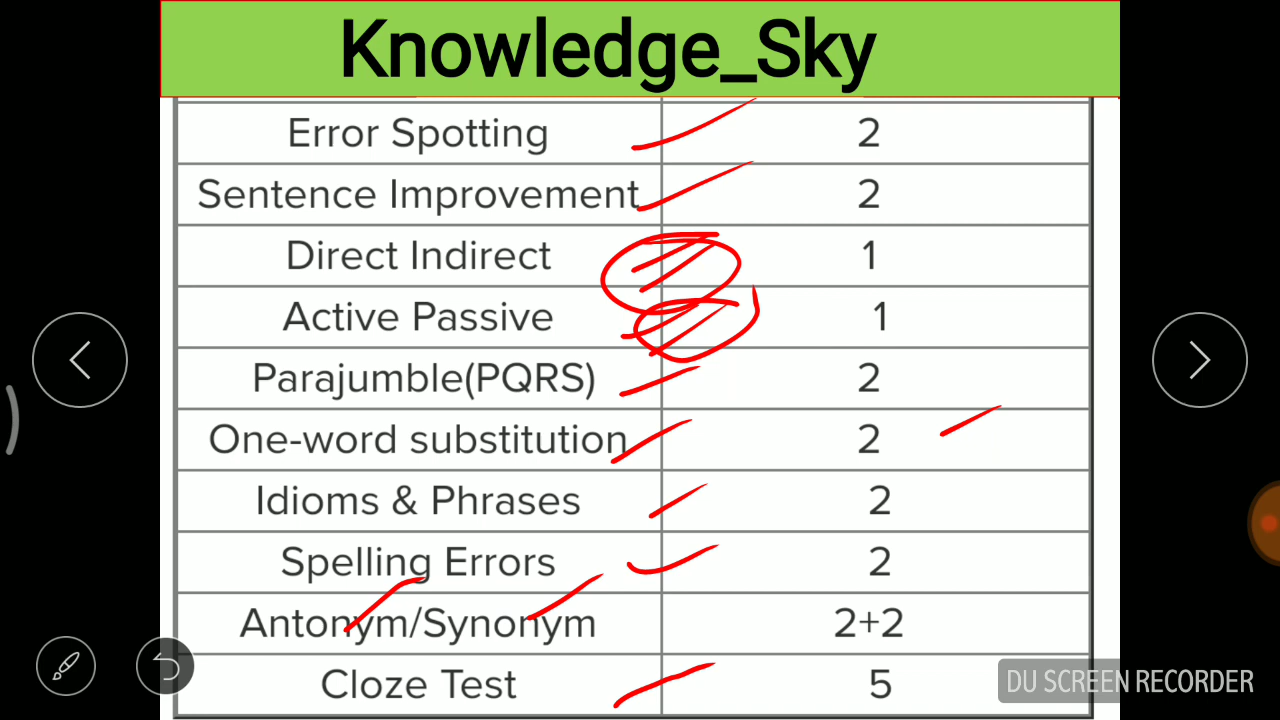 Knowledge_Sky
Error Spotting 2
Sentence Improvement 2
Direct Indirect 1
Active Passive 1
Parajumble(PQRS) 2
One-word substitution 2
Idioms & Phrases 2
Spelling Errors 2
Antonym/Synonym 2+2
Cloze Test 5
DU SCREEN RECORDER